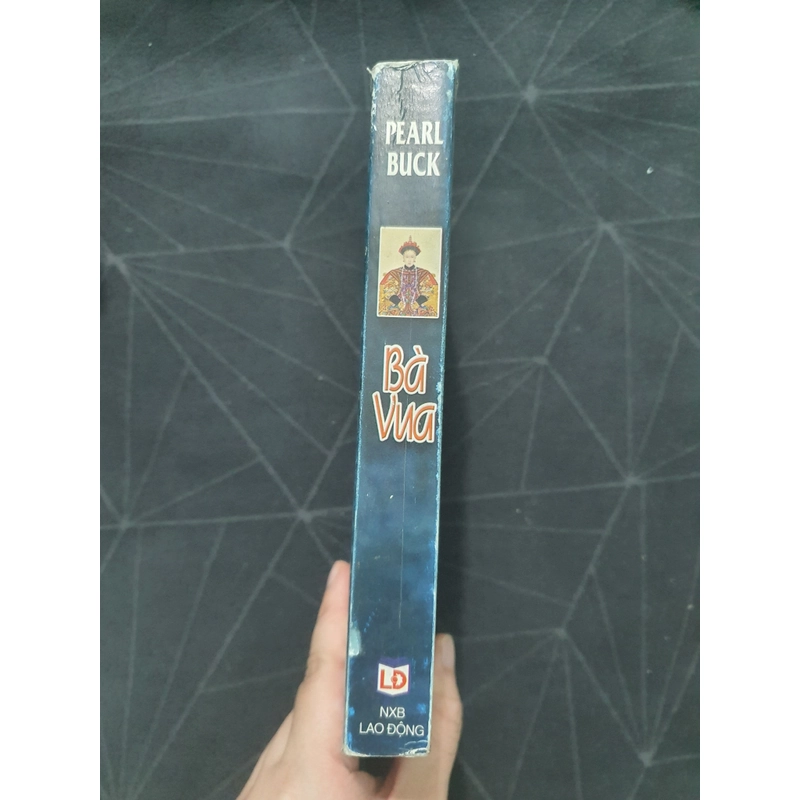 PEARL
BUCK
Bà
Vua
LĐ
NXB
LAO ĐỘNG